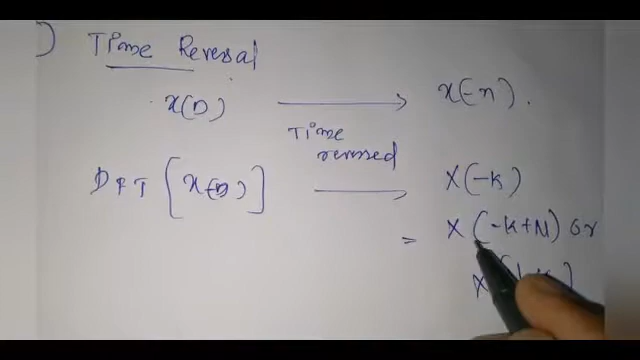 ) Time Reversal
x(n) → x(-n).
Time reversed
DFT [x(-n)] → X(-k)
= X(-k+N) or
X(